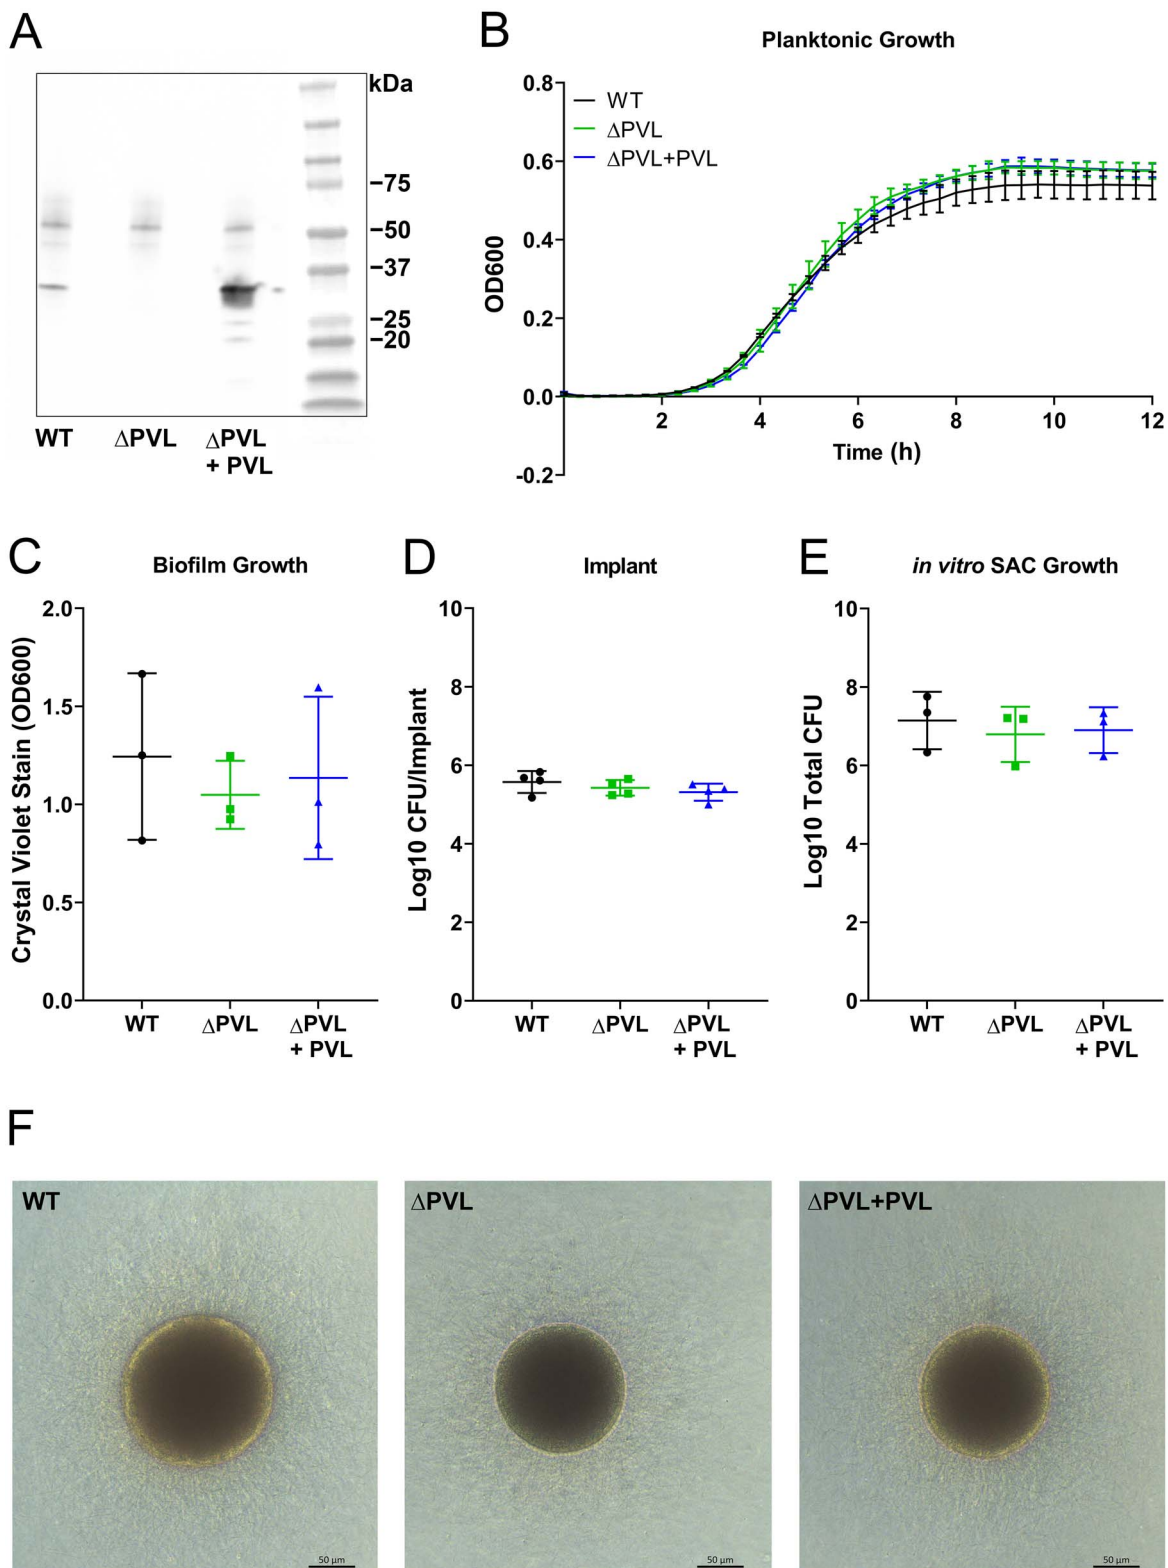 A
kDa
–75
–50
–37
–25
–20
WT
ΔPVL
ΔPVL
+ PVL
B
Planktonic Growth
0.8
0.6
0.4
0.2
0.0
-0.2
OD600
WT
ΔPVL
ΔPVL+PVL
2
4
6
8
10
12
Time (h)
C
Biofilm Growth
Crystal Violet Stain (OD600)
2.0
1.5
1.0
0.5
0.0
WT
ΔPVL
ΔPVL
+ PVL
D
Implant
Log10 CFU/Implant
10
8
6
4
2
0
WT
ΔPVL
ΔPVL
+ PVL
E
in vitro SAC Growth
Log10 Total CFU
10
8
6
4
2
0
WT
ΔPVL
ΔPVL
+ PVL
F
WT
50 µm
ΔPVL
50 µm
ΔPVL+PVL
50 µm